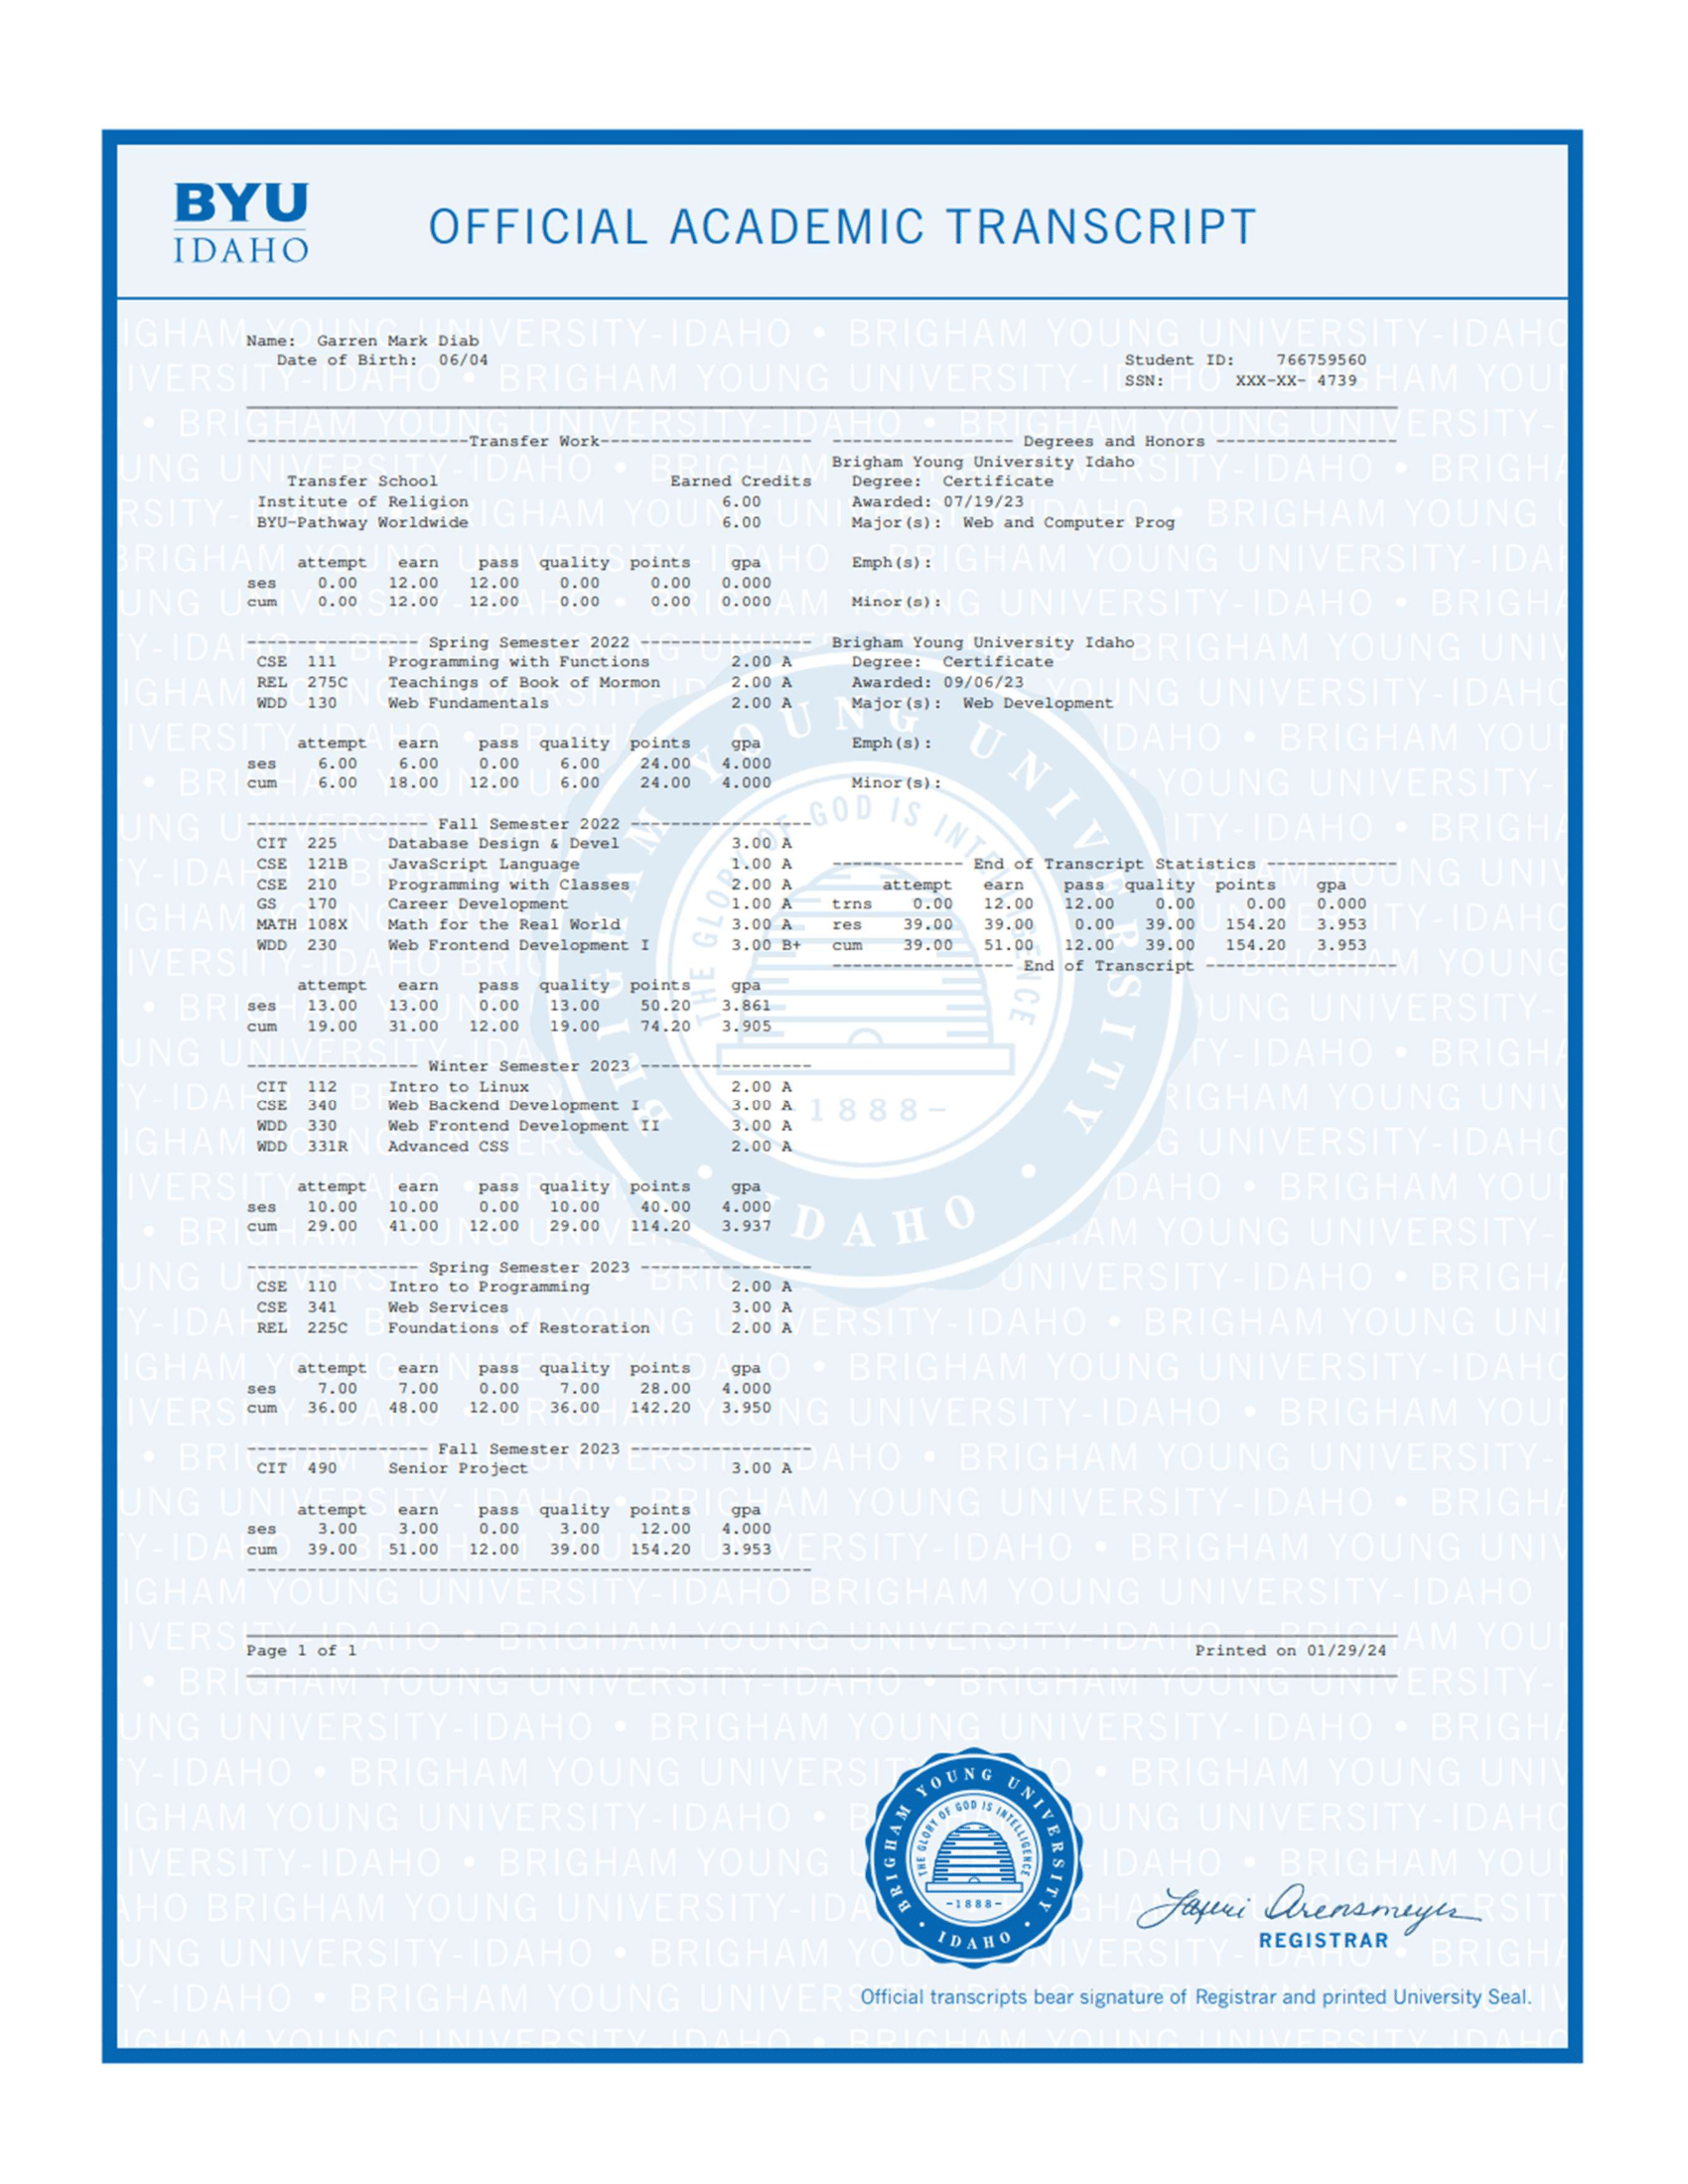 BYU
IDAHO
OFFICIAL ACADEMIC TRANSCRIPT
Name: Garren Mark Diab
Date of Birth: 06/04
Student ID: 766759560
SSN: XXX-XX- 4739
----------------------Transfer Work---------------------
Transfer School Earned Credits
Institute of Religion 6.00
BYU-Pathway Worldwide 6.00
attempt earn pass quality points gpa
ses 0.00 12.00 12.00 0.00 0.00 0.000
cum 0.00 12.00 12.00 0.00 0.00 0.000
----------------- Spring Semester 2022 -----------------
CSE 111 Programming with Functions 2.00 A
REL 275C Teachings of Book of Mormon 2.00 A
WDD 130 Web Fundamentals 2.00 A
attempt earn pass quality points gpa
ses 6.00 6.00 0.00 6.00 24.00 4.000
cum 6.00 18.00 12.00 6.00 24.00 4.000
------------------ Fall Semester 2022 ------------------
CIT 225 Database Design & Devel 3.00 A
CSE 121B JavaScript Language 1.00 A
CSE 210 Programming with Classes 2.00 A
GS 170 Career Development 1.00 A
MATH 108X Math for the Real World 3.00 A
WDD 230 Web Frontend Development I 3.00 B+
attempt earn pass quality points gpa
ses 13.00 13.00 0.00 13.00 50.20 3.861
cum 19.00 31.00 12.00 19.00 74.20 3.905
----------------- Winter Semester 2023 -----------------
CIT 112 Intro to Linux 2.00 A
CSE 340 Web Backend Development I 3.00 A
WDD 330 Web Frontend Development II 3.00 A
WDD 331R Advanced CSS 2.00 A
attempt earn pass quality points gpa
ses 10.00 10.00 0.00 10.00 40.00 4.000
cum 29.00 41.00 12.00 29.00 114.20 3.937
----------------- Spring Semester 2023 -----------------
CSE 110 Intro to Programming 2.00 A
CSE 341 Web Services 3.00 A
REL 225C Foundations of Restoration 2.00 A
attempt earn pass quality points gpa
ses 7.00 7.00 0.00 7.00 28.00 4.000
cum 36.00 48.00 12.00 36.00 142.20 3.950
------------------ Fall Semester 2023 ------------------
CIT 490 Senior Project 3.00 A
attempt earn pass quality points gpa
ses 3.00 3.00 0.00 3.00 12.00 4.000
cum 39.00 51.00 12.00 39.00 154.20 3.953
------------------ Degrees and Honors ------------------
Brigham Young University Idaho
Degree: Certificate
Awarded: 07/19/23
Major(s): Web and Computer Prog
Emph(s):
Minor(s):
Brigham Young University Idaho
Degree: Certificate
Awarded: 09/06/23
Major(s): Web Development
Emph(s):
Minor(s):
------------- End of Transcript Statistics -------------
attempt earn pass quality points gpa
trns 0.00 12.00 12.00 0.00 0.00 0.000
res 39.00 39.00 0.00 39.00 154.20 3.953
cum 39.00 51.00 12.00 39.00 154.20 3.953
------------------ End of Transcript -------------------
Page 1 of 1
Printed on 01/29/24
BRIGHAM YOUNG UNIVERSITY
THE GLORY OF GOD IS INTELLIGENCE
-1888-
IDAHO
REGISTRAR
Official transcripts bear signature of Registrar and printed University Seal.